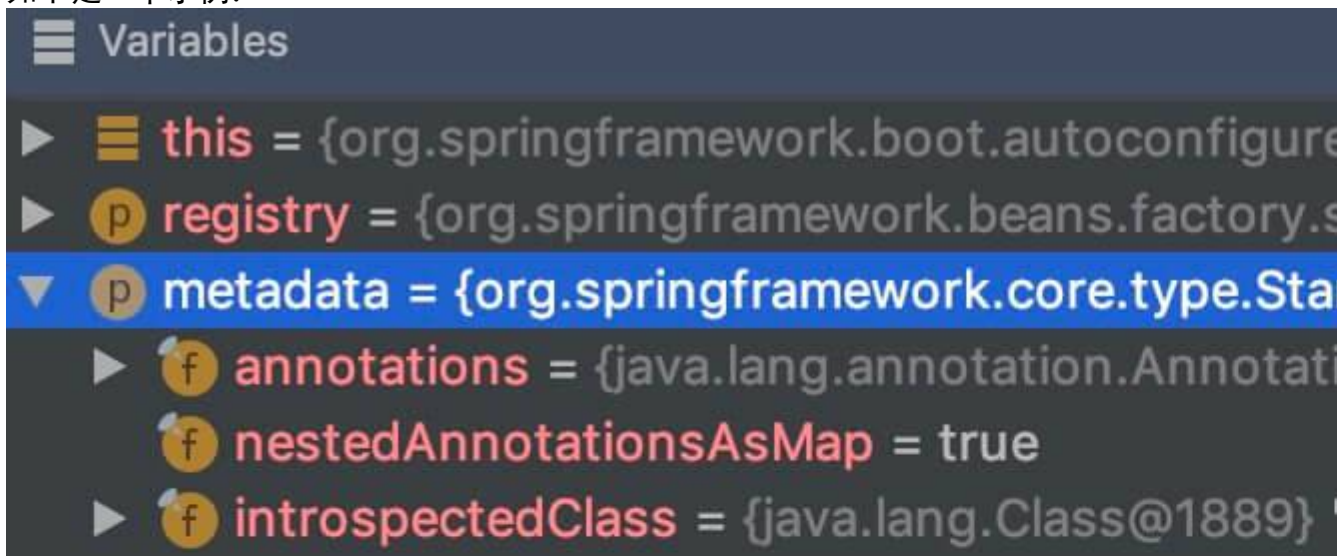 Variables
this = {org.springframework.boot.autoconfigure
p registry = {org.springframework.beans.factory.s
p metadata = {org.springframework.core.type.Sta
f annotations = {java.lang.annotation.Annotati
f nestedAnnotationsAsMap = true
f introspectedClass = {java.lang.Class@1889}